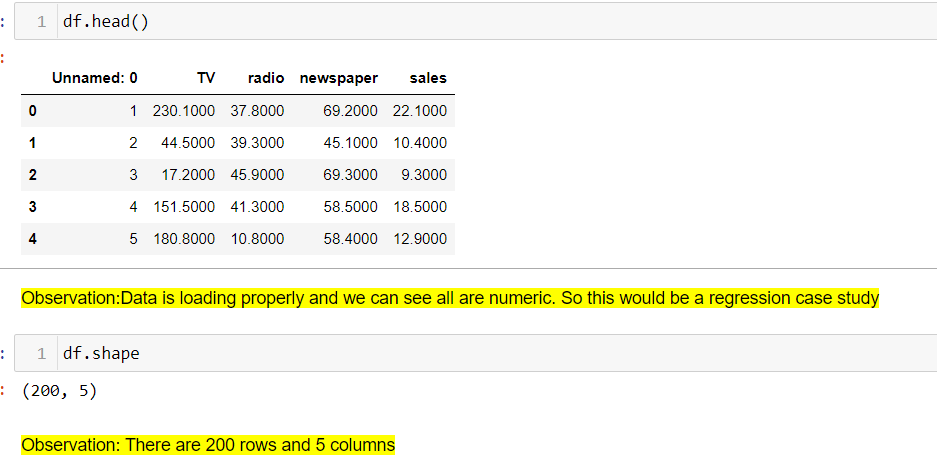 : 1 df.head()
:
Unnamed: 0 TV radio newspaper sales
0 1 230.1000 37.8000 69.2000 22.1000
1 2 44.5000 39.3000 45.1000 10.4000
2 3 17.2000 45.9000 69.3000 9.3000
3 4 151.5000 41.3000 58.5000 18.5000
4 5 180.8000 10.8000 58.4000 12.9000
Observation:Data is loading properly and we can see all are numeric. So this would be a regression case study
: 1 df.shape
: (200, 5)
Observation: There are 200 rows and 5 columns